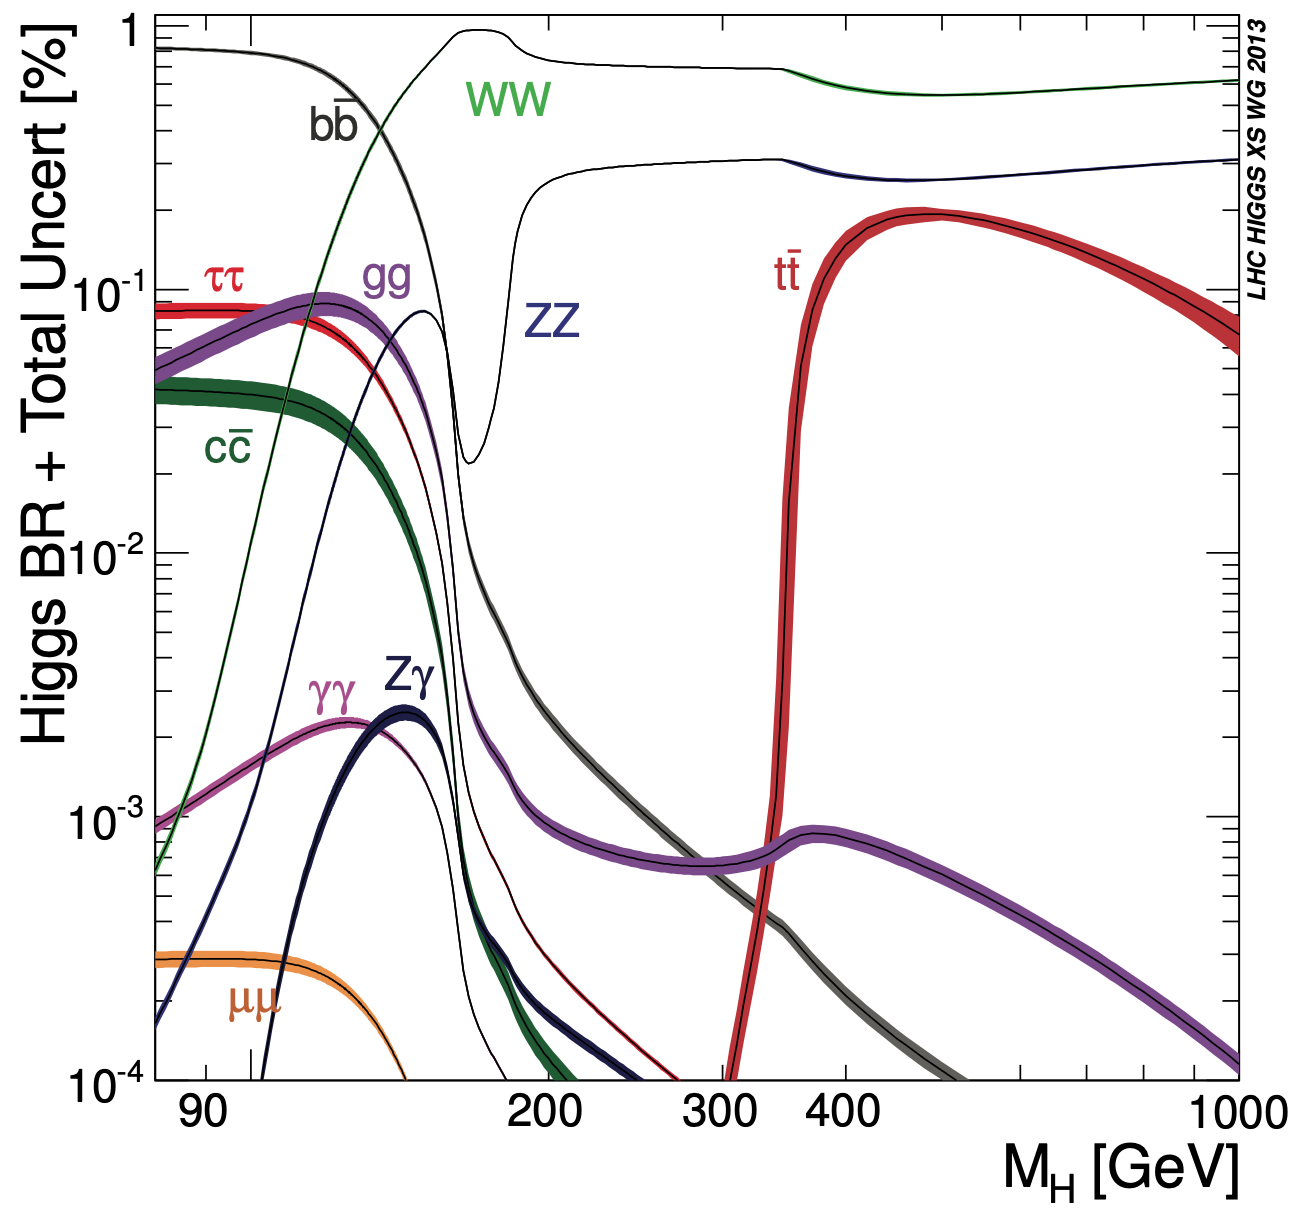 Higgs BR + Total Uncert [%]
LHC HIGGS XS WG 2013
1
10⁻¹
10⁻²
10⁻³
10⁻⁴
WW
bb̄
ττ
gg
ZZ
tt̄
cc̄
γγ
Zγ
μμ
90
200
300
400
1000
M_H [GeV]